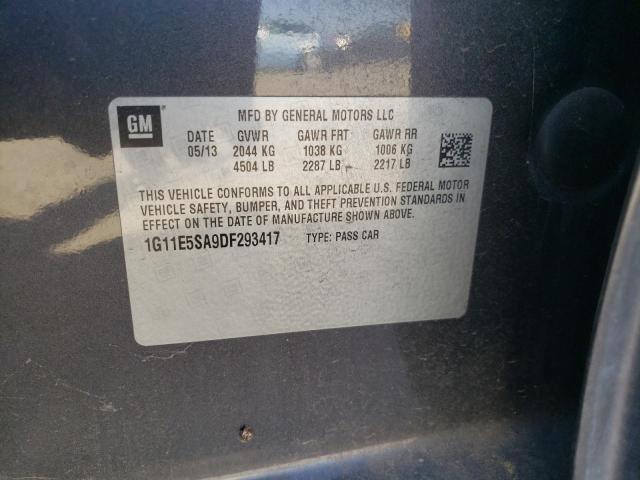 GM
MFD BY GENERAL MOTORS LLC
DATE GVWR GAWR FRT GAWR RR
05/13 2044 KG 1038 KG 1006 KG
4504 LB 2287 LB 2217 LB
THIS VEHICLE CONFORMS TO ALL APPLICABLE U.S. FEDERAL MOTOR
VEHICLE SAFETY, BUMPER, AND THEFT PREVENTION STANDARDS IN
EFFECT ON THE DATE OF MANUFACTURE SHOWN ABOVE.
1G11E5SA9DF293417 TYPE: PASS CAR